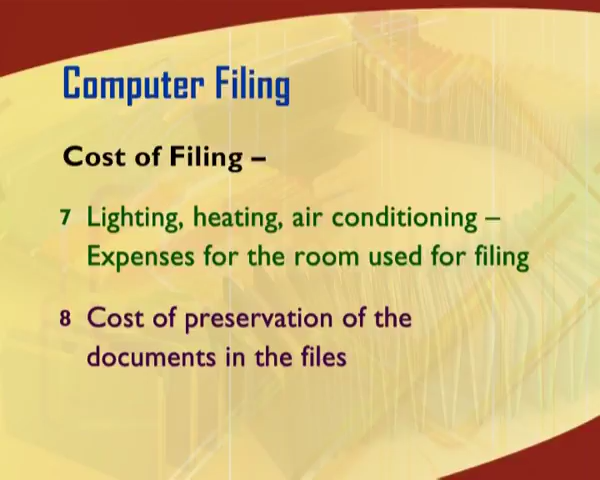 Computer Filing
Cost of Filing –
7 Lighting, heating, air conditioning –
Expenses for the room used for filing
8 Cost of preservation of the
documents in the files